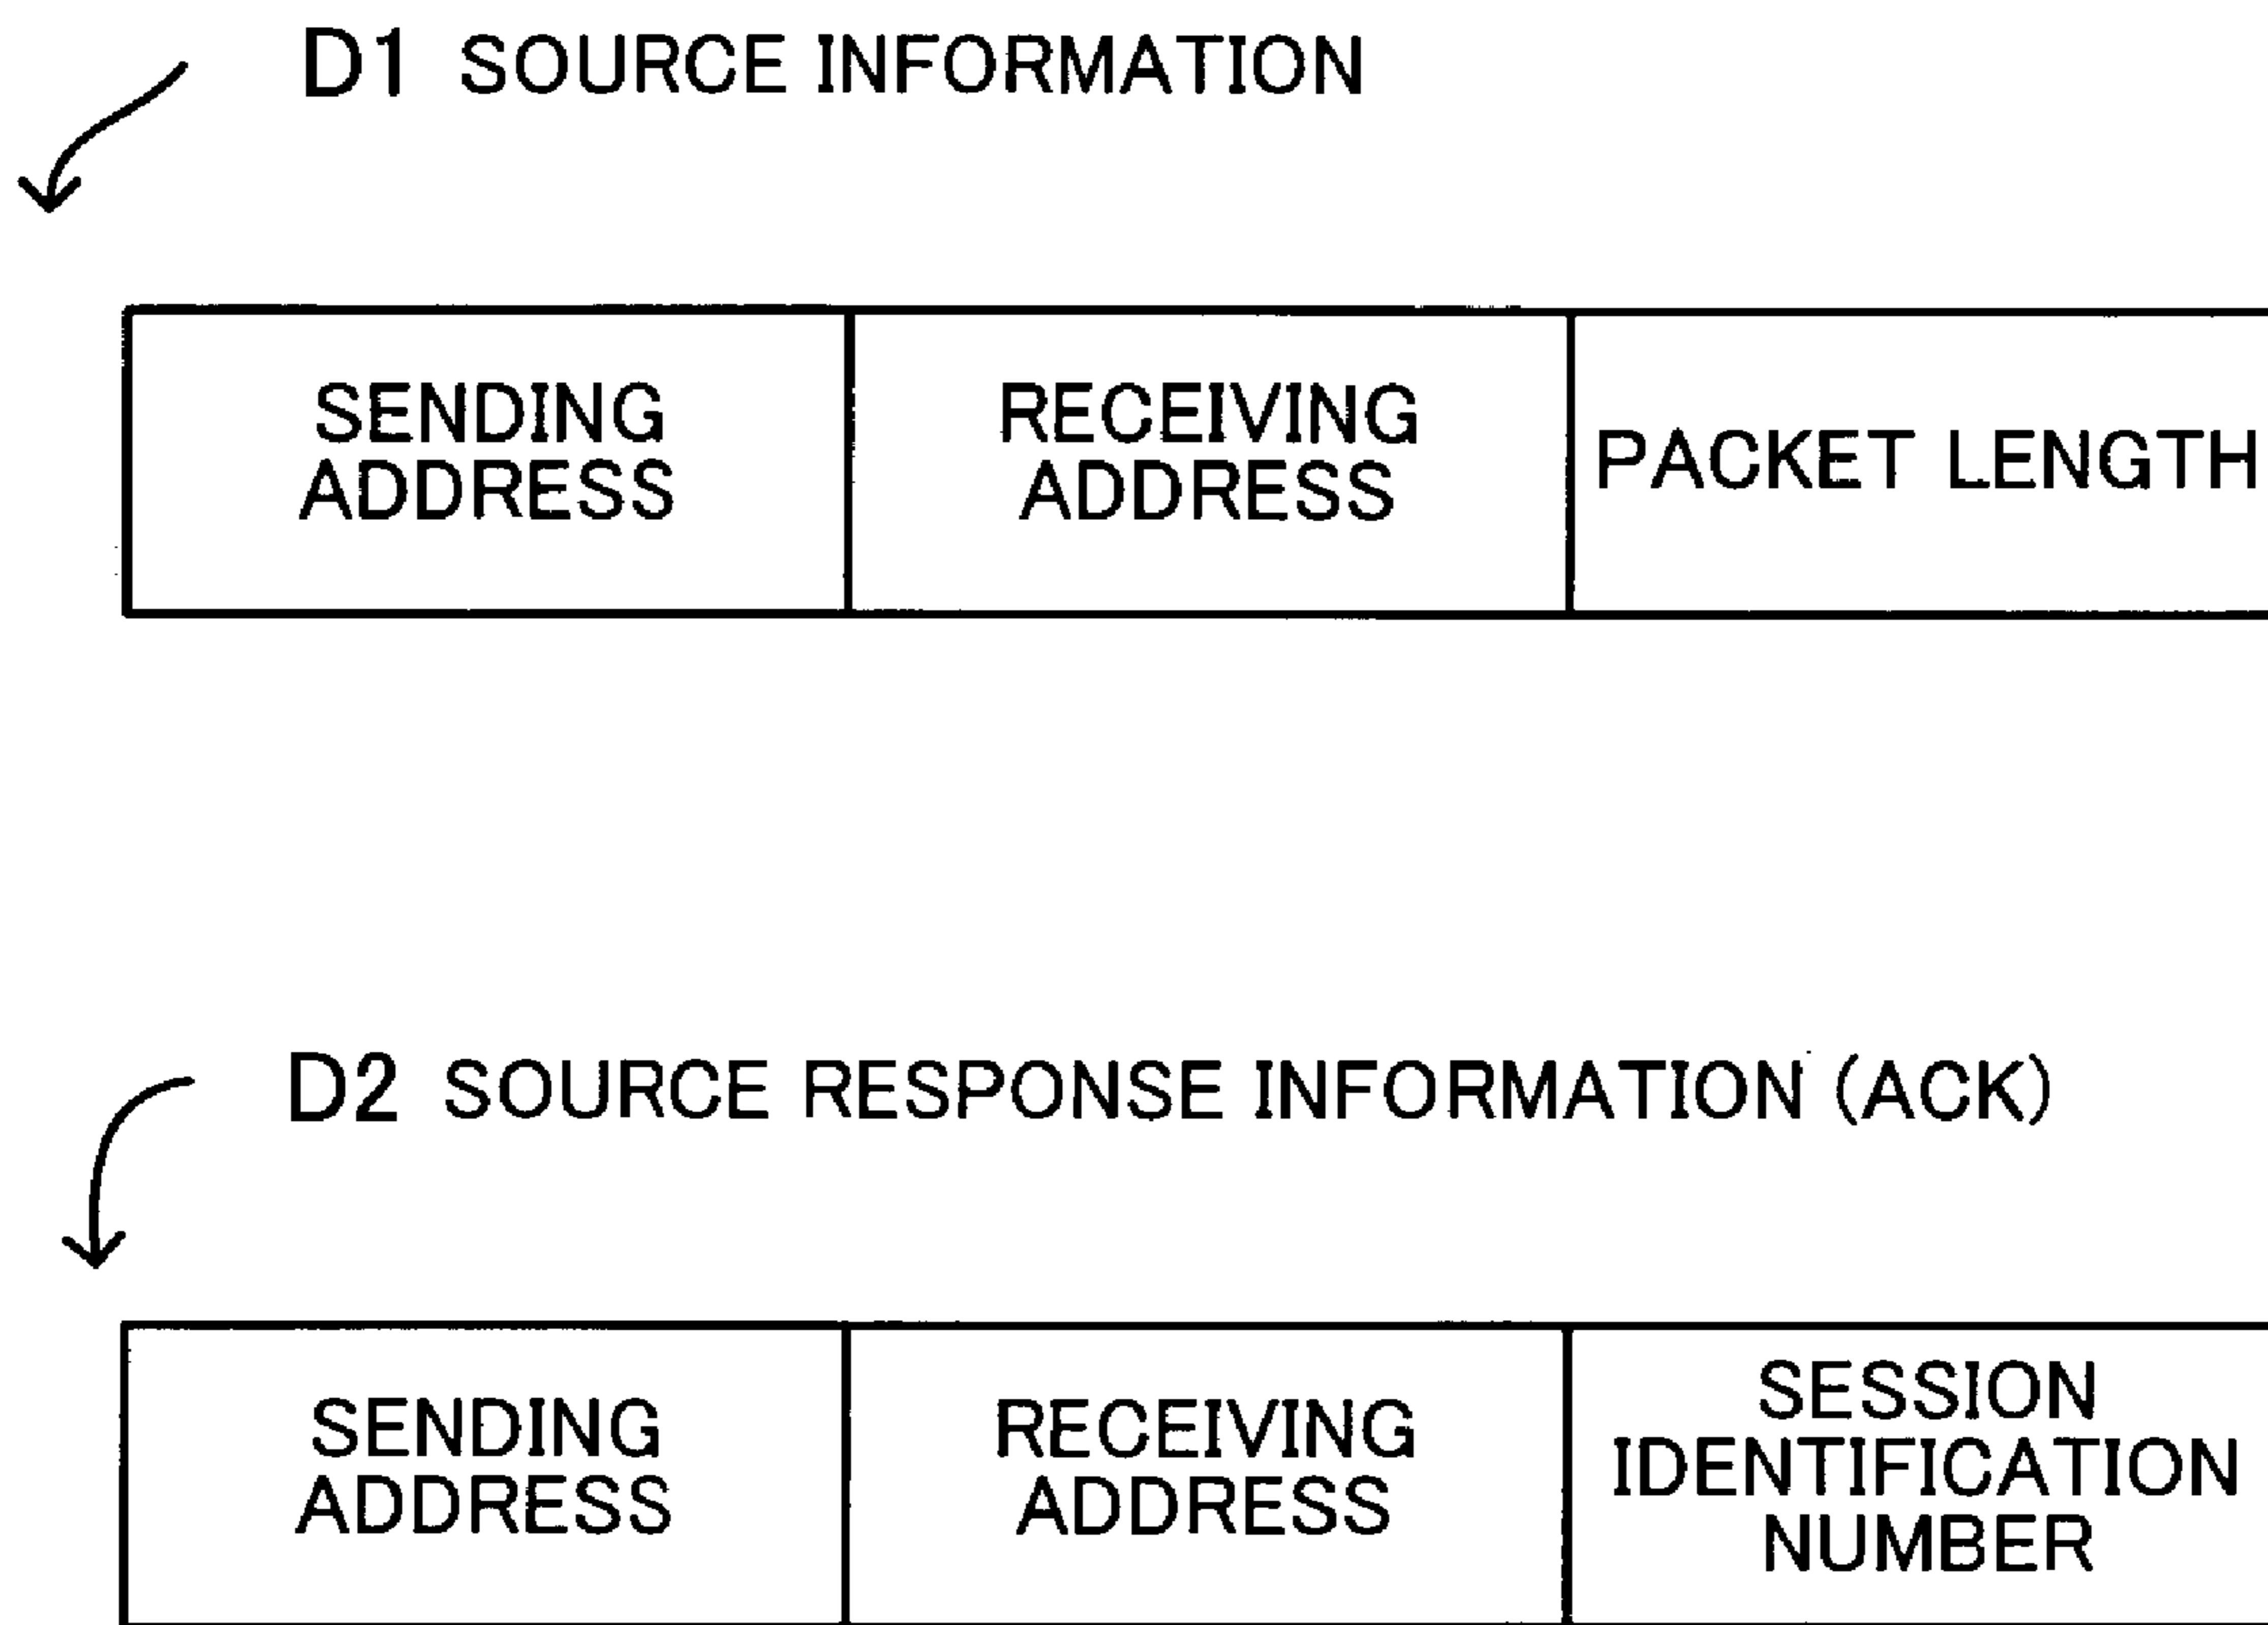 D1 SOURCE INFORMATION
SENDING
ADDRESS
RECEIVING
ADDRESS
PACKET LENGTH
D2 SOURCE RESPONSE INFORMATION (ACK)
SENDING
ADDRESS
RECEIVING
ADDRESS
SESSION
IDENTIFICATION
NUMBER